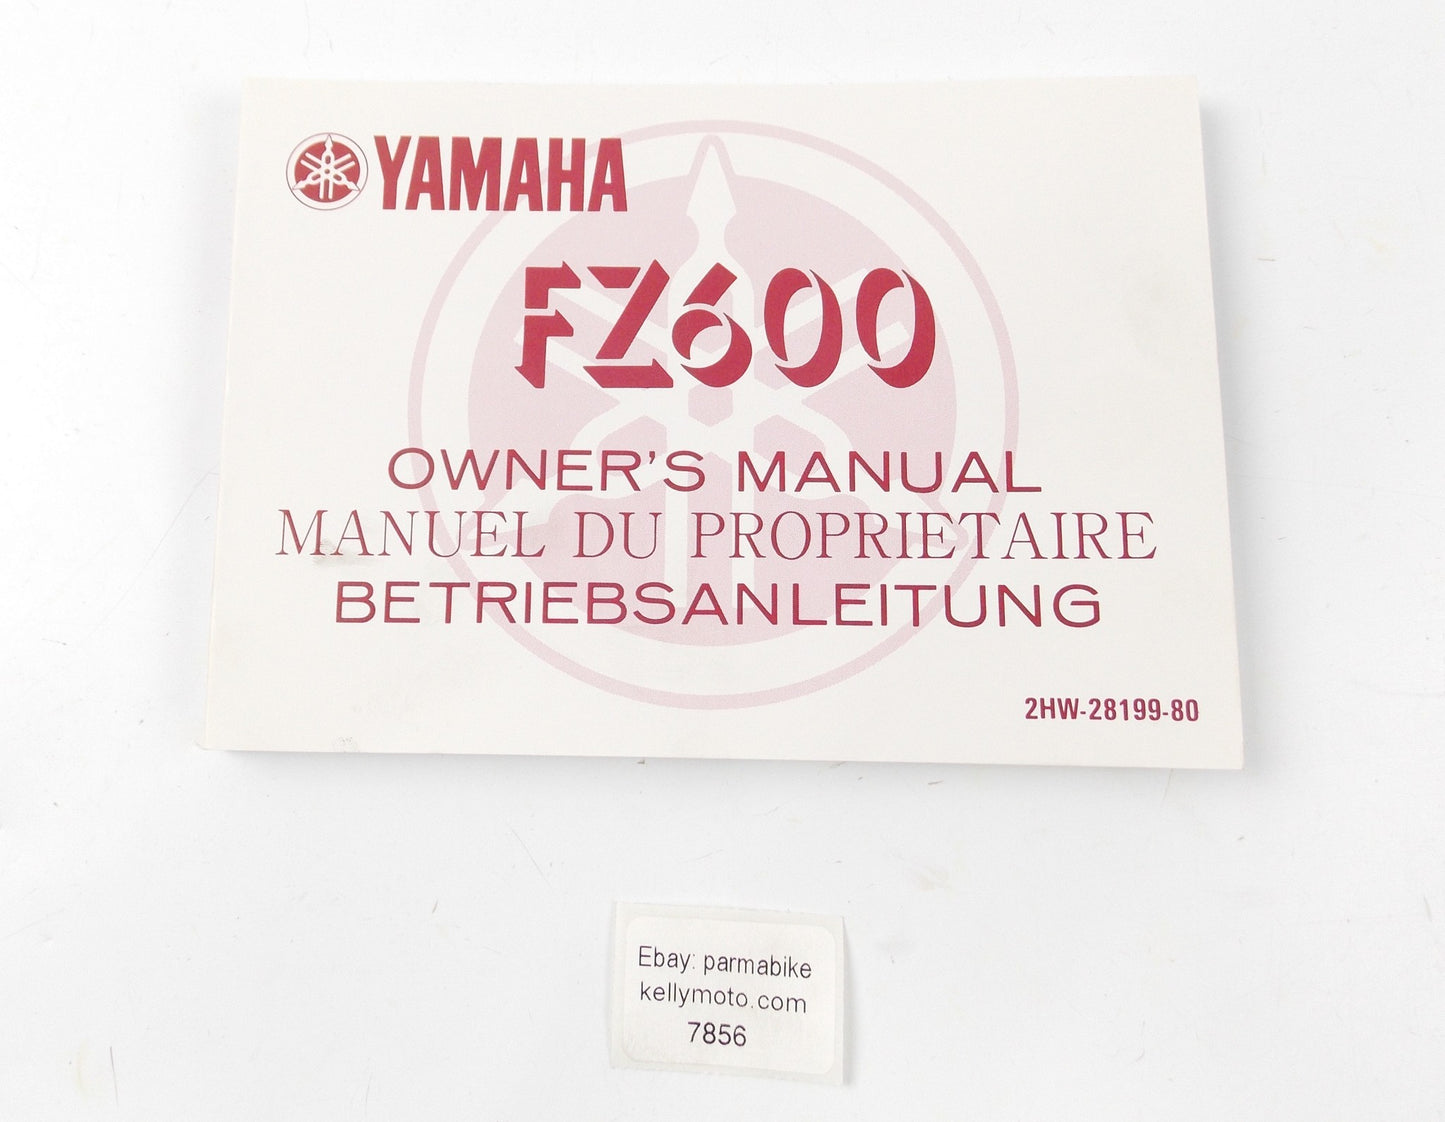 YAMAHA
FZ600
OWNER'S MANUAL
MANUEL DU PROPRIETAIRE
BETRIEBSANLEITUNG
2HW-28199-80
Ebay: parmabike
kellymoto.com
7856